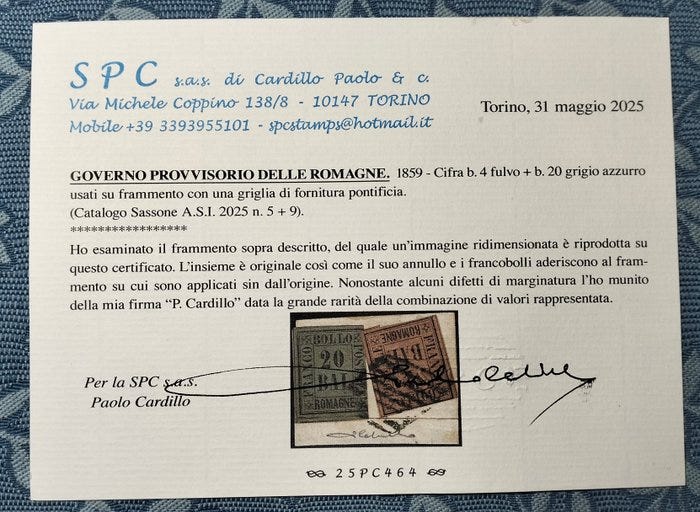 SPC s.a.s. di Cardillo Paolo & c.
Via Michele Coppino 138/8 - 10147 TORINO
Mobile +39 3393955101 - spcstamps@hotmail.it
Torino, 31 maggio 2025
GOVERNO PROVVISORIO DELLE ROMAGNE. 1859 - Cifra b. 4 fulvo + b. 20 grigio azzurro
usati su frammento con una griglia di fornitura pontificia.
(Catalogo Sassone A.S.I. 2025 n. 5 + 9).
*****************
Ho esaminato il frammento sopra descritto, del quale un'immagine ridimensionata è riprodotta su
questo certificato. L'insieme è originale così come il suo annullo e i francobolli aderiscono al fram-
mento su cui sono applicati sin dall'origine. Nonostante alcuni difetti di marginatura l'ho munito
della mia firma "P. Cardillo" data la grande rarità della combinazione di valori rappresentata.
FRANCO BOLLO
20
BAI
ROMAGNE
ROMAGNE
BAI
FRA
Per la SPC s.a.s.
Paolo Cardillo
25PC464